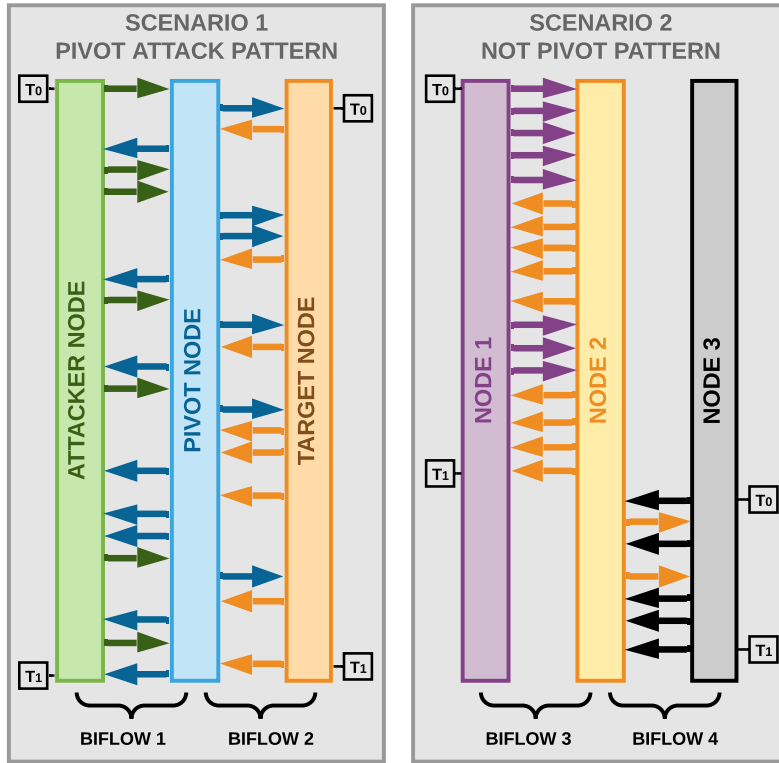 SCENARIO 1
PIVOT ATTACK PATTERN
T0
T0
ATTACKER NODE
PIVOT NODE
TARGET NODE
T1
T1
BIFLOW 1
BIFLOW 2
SCENARIO 2
NOT PIVOT PATTERN
T0
NODE 1
NODE 2
NODE 3
T1
T0
T1
BIFLOW 3
BIFLOW 4